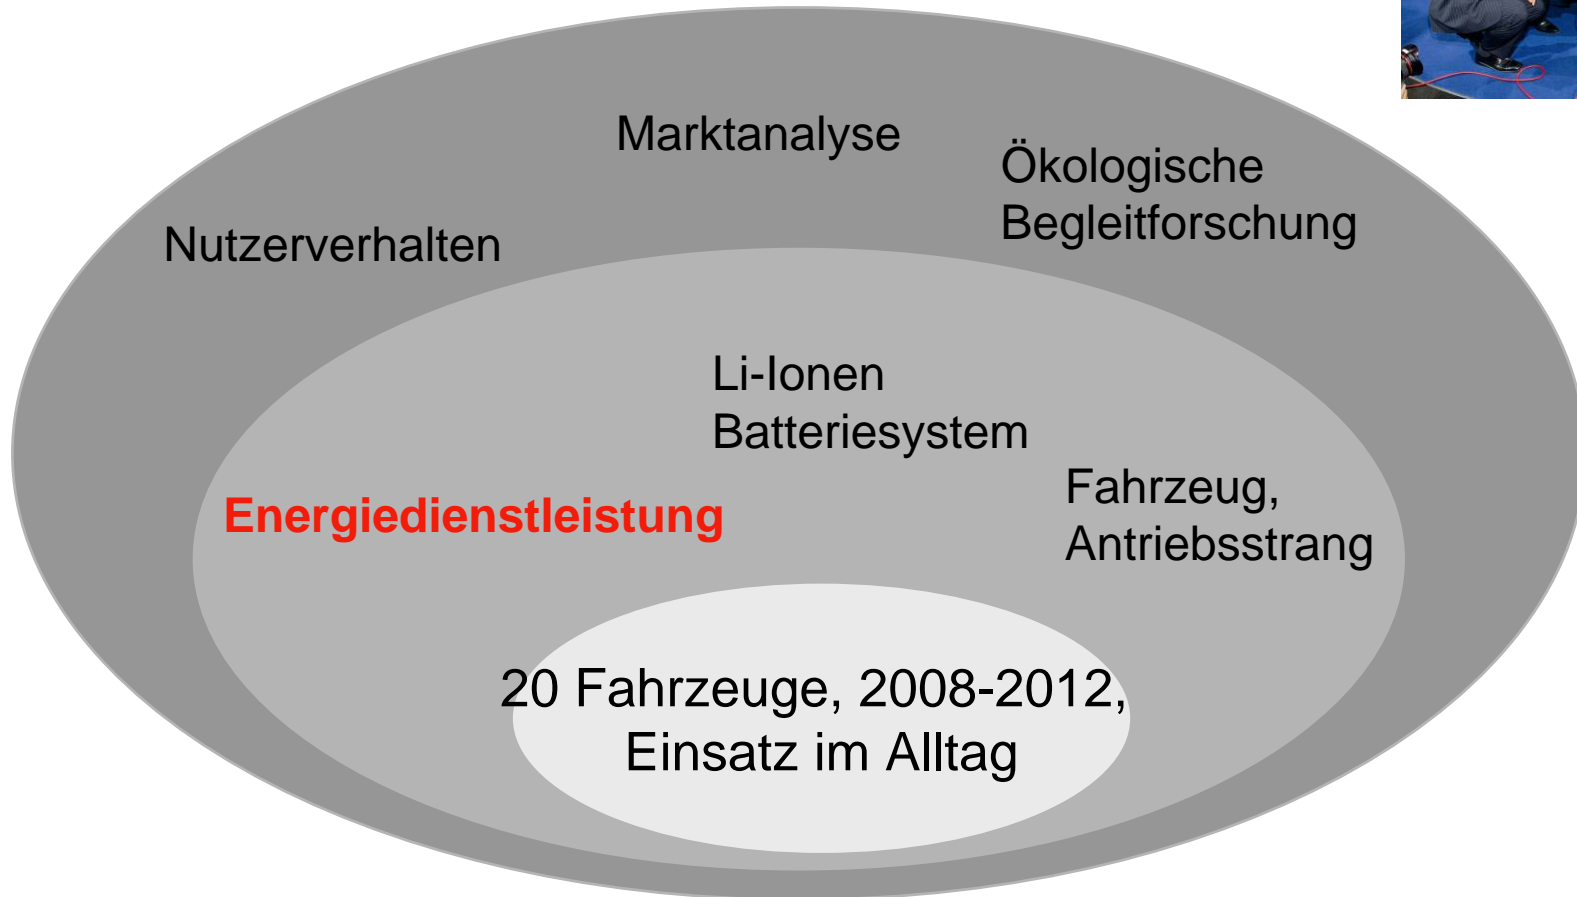 Marktanalyse
Ökologische
Begleitforschung
Nutzerverhalten
Li-Ionen
Batteriesystem
Fahrzeug,
Antriebsstrang
Energiedienstleistung
20 Fahrzeuge, 2008-2012,
Einsatz im Alltag